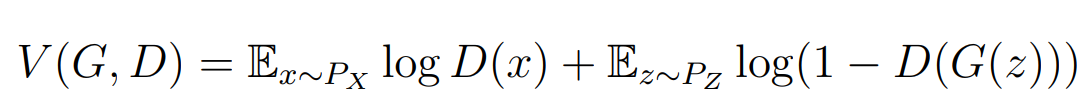 V(G, D) = 𝔼_{x∼P_X} log D(x) + 𝔼_{z∼P_Z} log(1 − D(G(z)))